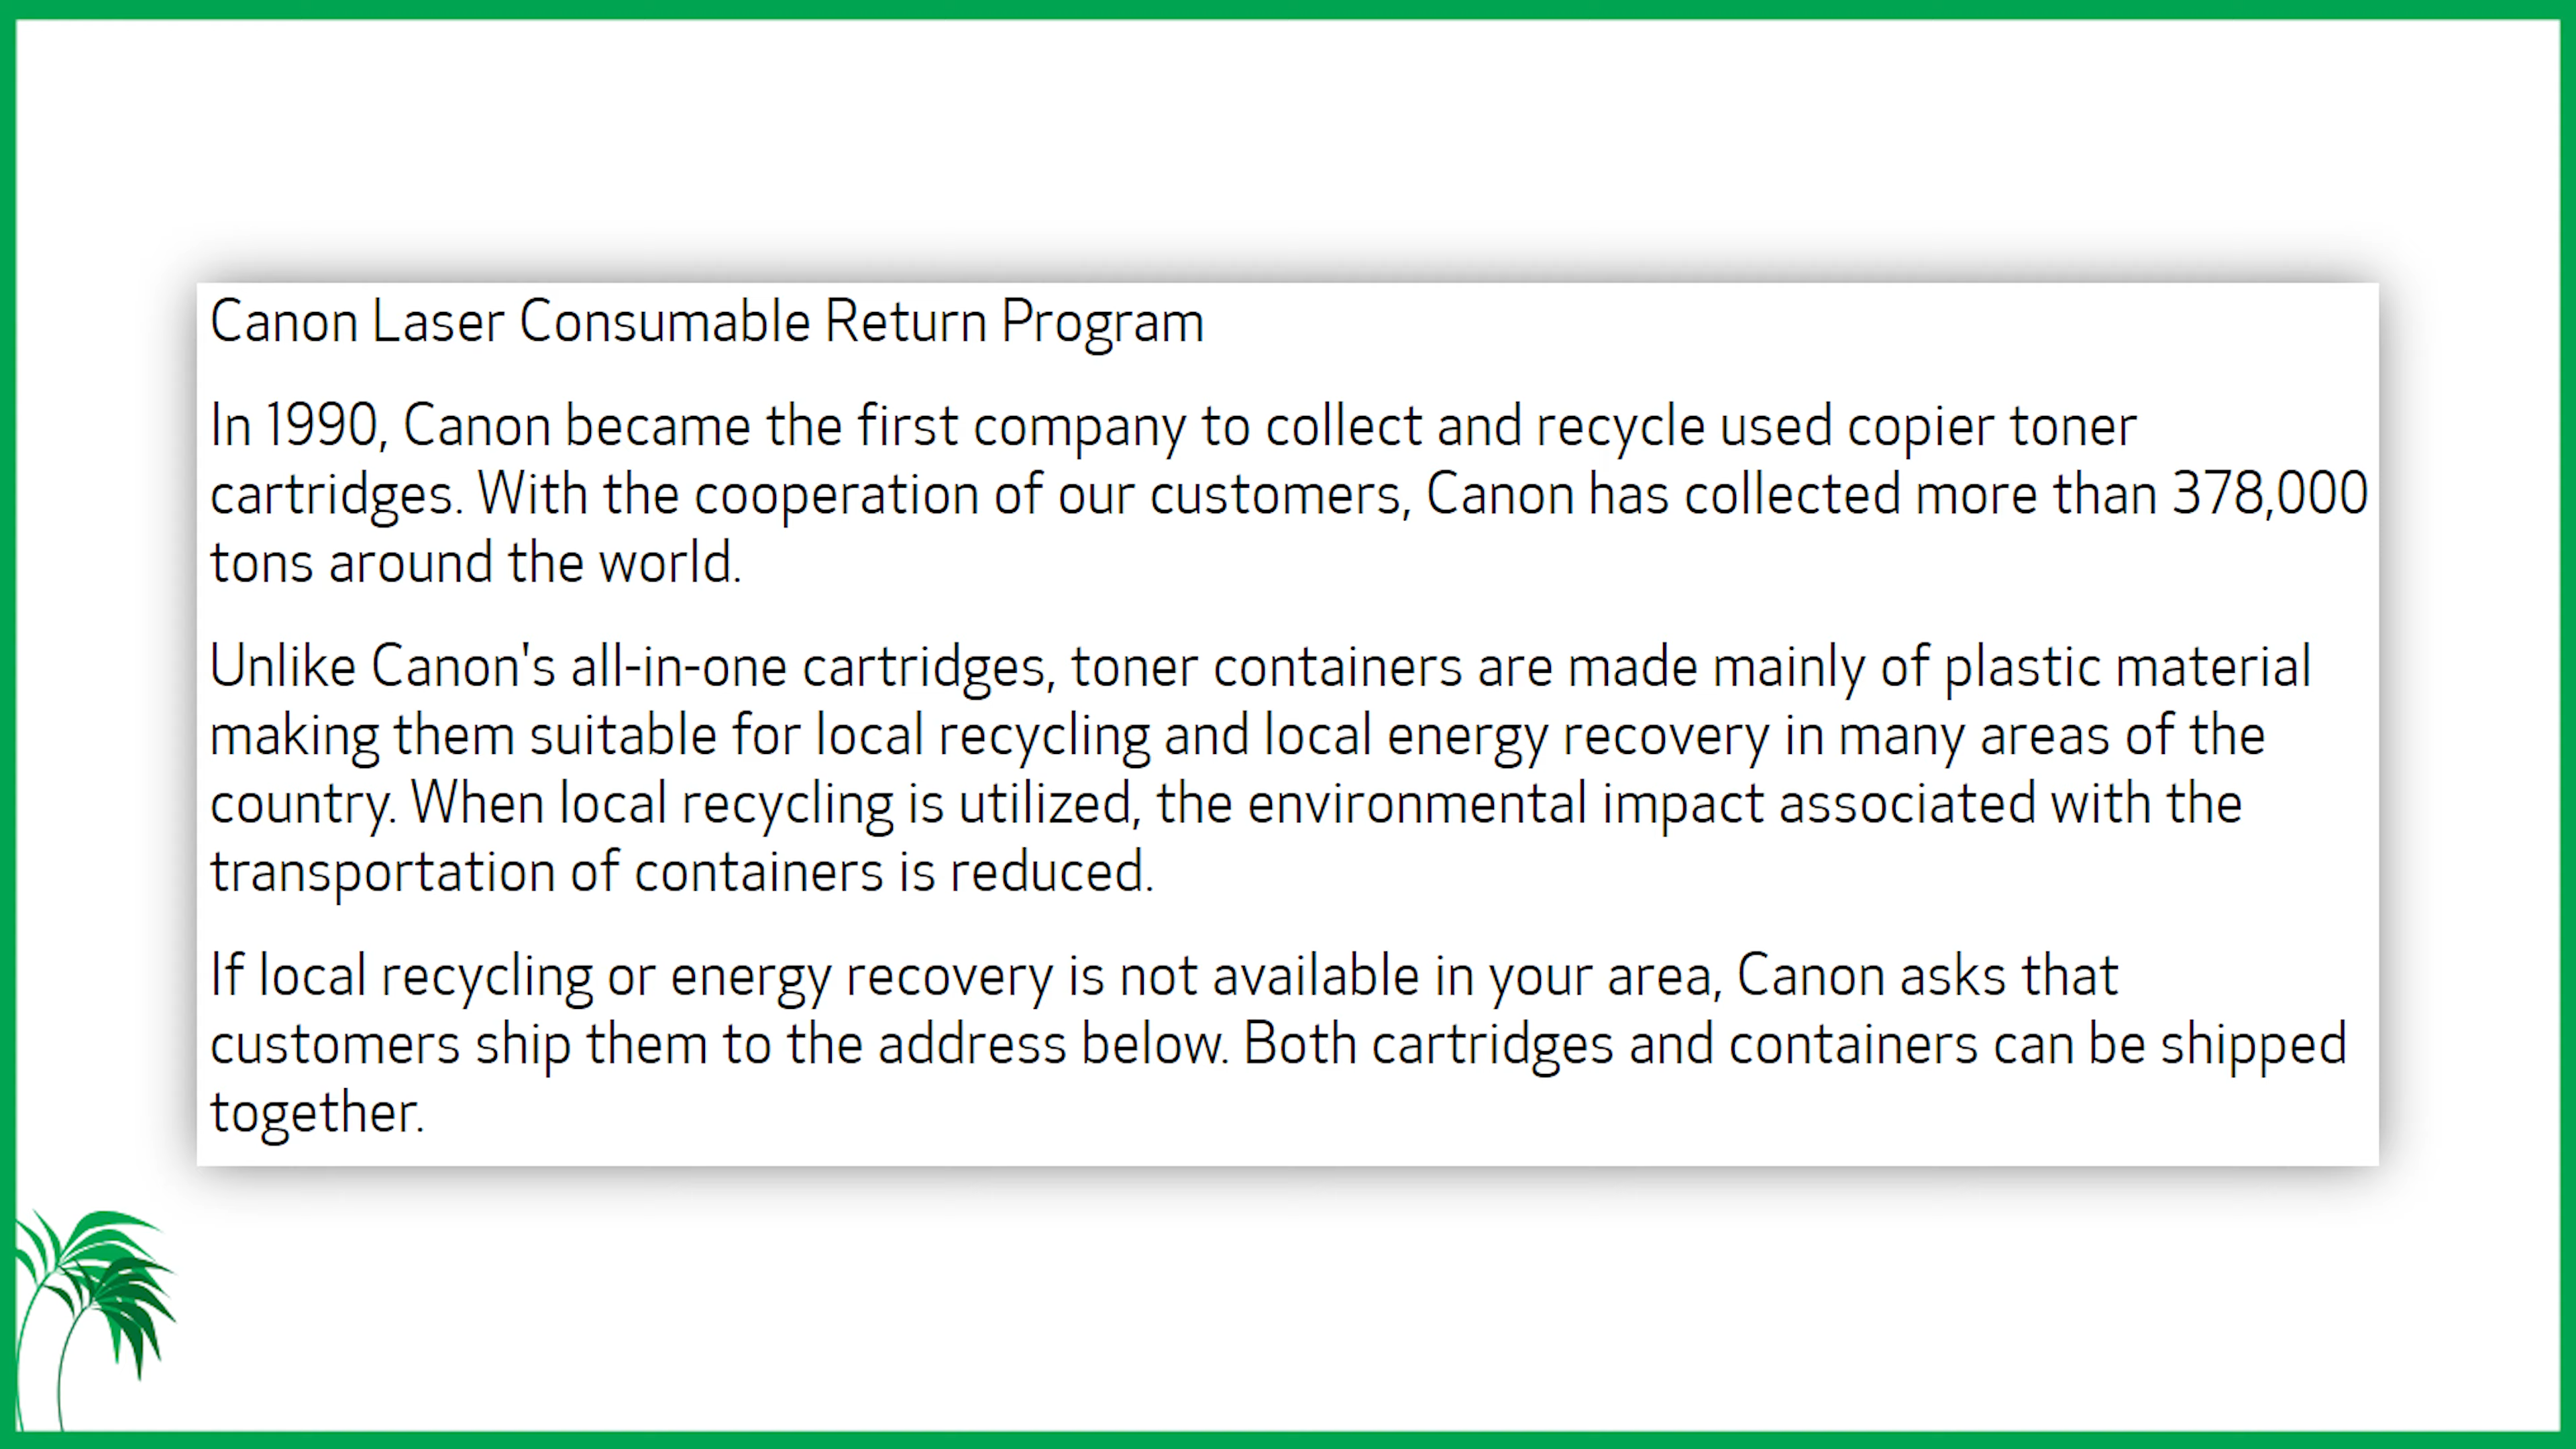 Canon Laser Consumable Return Program
In 1990, Canon became the first company to collect and recycle used copier toner
cartridges. With the cooperation of our customers, Canon has collected more than 378,000
tons around the world.
Unlike Canon's all-in-one cartridges, toner containers are made mainly of plastic material
making them suitable for local recycling and local energy recovery in many areas of the
country. When local recycling is utilized, the environmental impact associated with the
transportation of containers is reduced.
If local recycling or energy recovery is not available in your area, Canon asks that
customers ship them to the address below. Both cartridges and containers can be shipped
together.